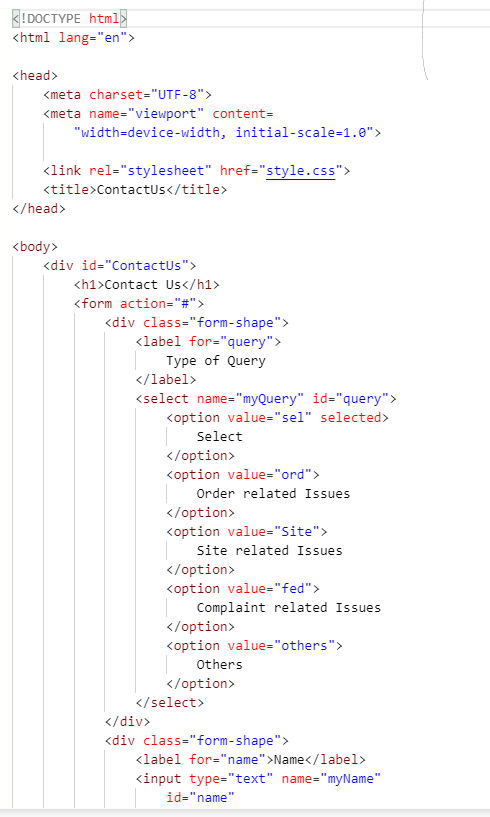 <!DOCTYPE html>
<html lang="en">
<head>
<meta charset="UTF-8">
<meta name="viewport" content=
"width=device-width, initial-scale=1.0">
<link rel="stylesheet" href="style.css">
<title>ContactUs</title>
</head>
<body>
<div id="ContactUs">
<h1>Contact Us</h1>
<form action="#">
<div class="form-shape">
<label for="query">
Type of Query
</label>
<select name="myQuery" id="query">
<option value="sel" selected>
Select
</option>
<option value="ord">
Order related Issues
</option>
<option value="Site">
Site related Issues
</option>
<option value="fed">
Complaint related Issues
</option>
<option value="others">
Others
</option>
</select>
</div>
<div class="form-shape">
<label for="name">Name</label>
<input type="text" name="myName"
id="name"